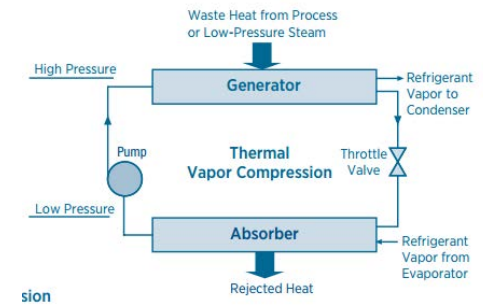 Waste Heat from Process
or Low-Pressure Steam
High Pressure
Generator
Refrigerant
Vapor to
Condenser
Pump
Thermal
Vapor Compression
Throttle
Valve
Low Pressure
Absorber
Refrigerant
Vapor from
Evaporator
Rejected Heat
sion